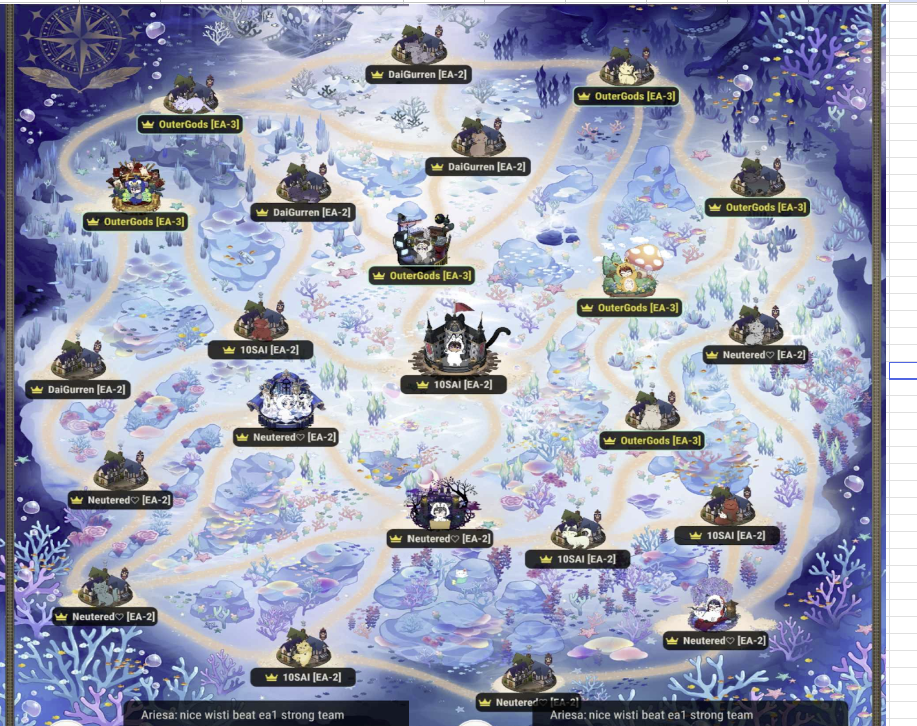 DaiGurren [EA-2]
OuterGods [EA-3]
OuterGods [EA-3]
DaiGurren [EA-2]
DaiGurren [EA-2]
OuterGods [EA-3]
OuterGods [EA-3]
OuterGods [EA-3]
OuterGods [EA-3]
10SAI [EA-2]
Neutered♡ [EA-2]
10SAI [EA-2]
DaiGurren [EA-2]
Neutered♡ [EA-2]
OuterGods [EA-3]
Neutered♡ [EA-2]
Neutered♡ [EA-2]
10SAI [EA-2]
10SAI [EA-2]
Neutered♡ [EA-2]
Neutered♡ [EA-2]
10SAI [EA-2]
Neutered♡ [EA-2]
Ariesa: nice wisti beat ea1 strong team
Ariesa: nice wisti beat ea1 strong team